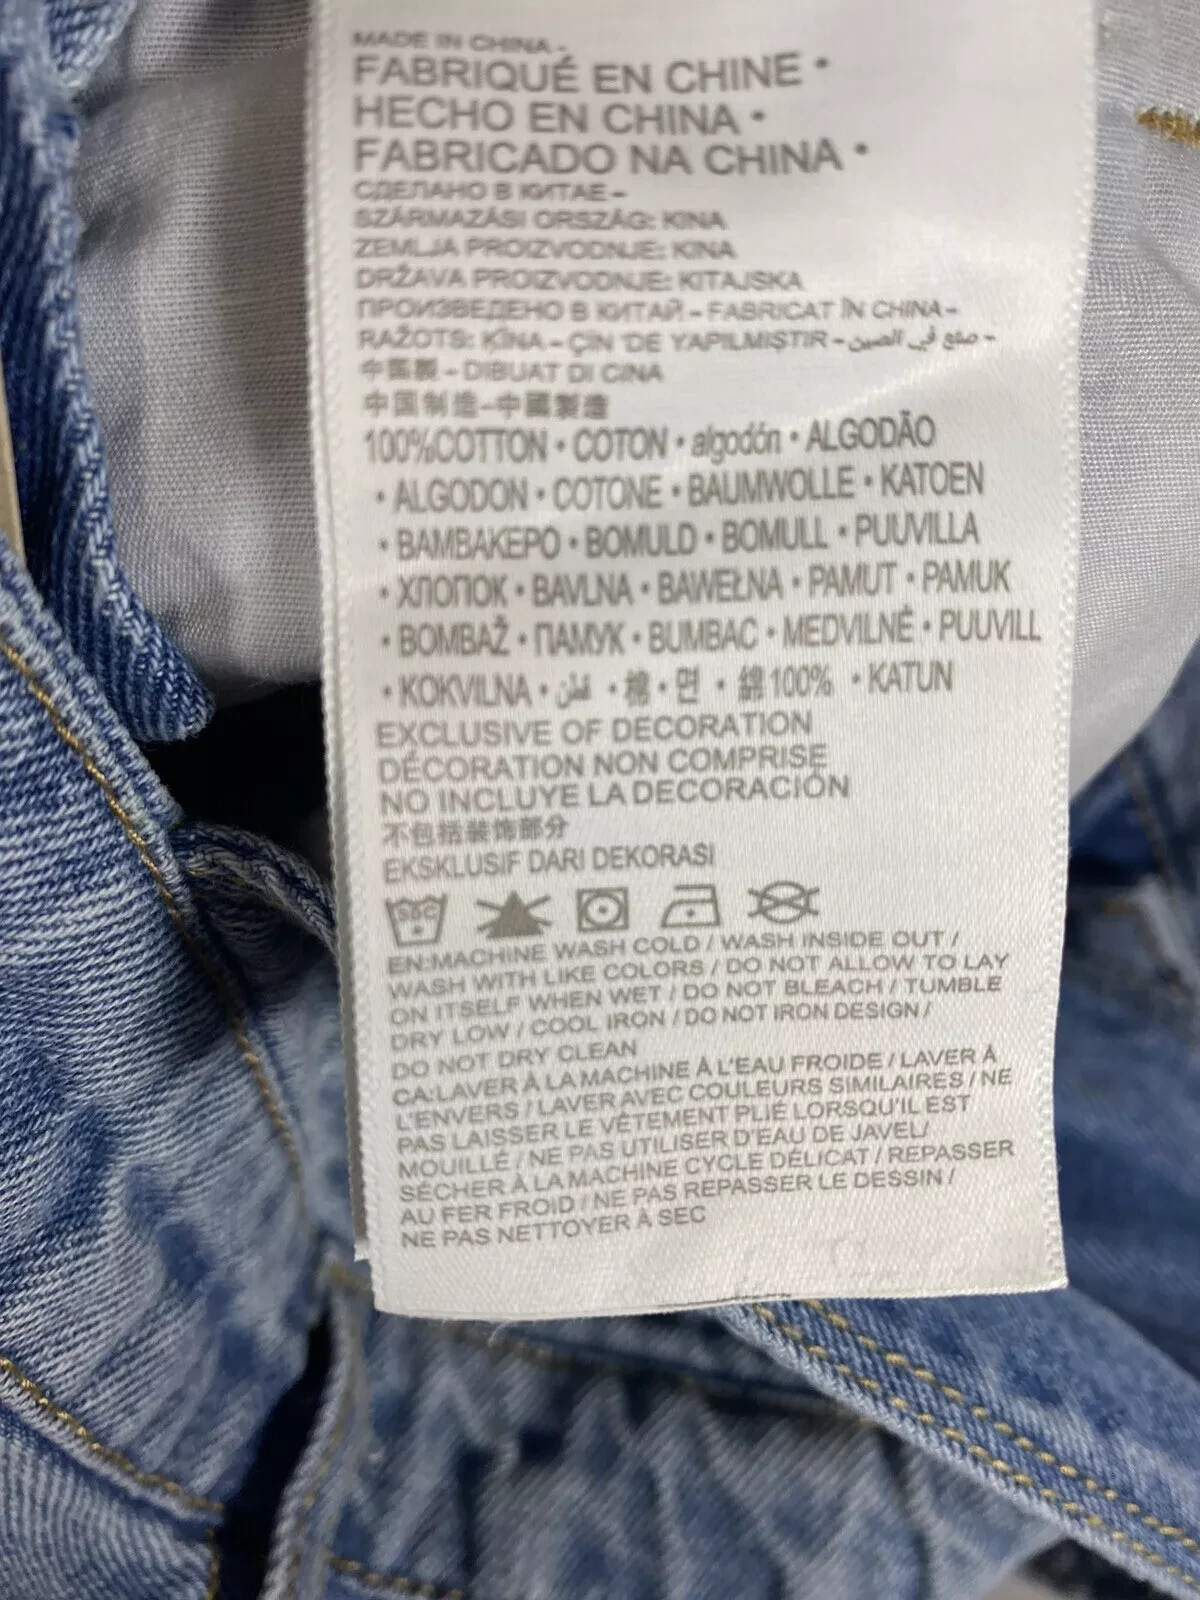 MADE IN CHINA -
FABRIQUÉ EN CHINE •
HECHO EN CHINA •
FABRICADO NA CHINA •
СДЕЛАНО В КИТАЕ -
SZÁRMAZÁSI ORSZÁG: KINA
ZEMLJA PROIZVODNJE: KINA
DRŽAVA PROIZVODNJE: KITAJSKA
ПРОИЗВЕДЕНО В КИТАЙ - FABRICAT ÎN CHINA -
RAŽOTS: ĶĪNA - ÇİN 'DE YAPILMIŞTIR - صنع في الصين -
中國製 - DIBUAT DI CINA
中国制造-中國製造
100%COTTON • COTON • algodón • ALGODÃO
• ALGODON • COTONE • BAUMWOLLE • KATOEN
• ΒΑΜΒΑΚΕΡΟ • BOMULD • BOMULL • PUUVILLA
• ХЛОПОК • BAVLNA • BAWEŁNA • PAMUT • PAMUK
• BOMBAŽ • ПАМУК • BUMBAC • MEDVILNĖ • PUUVILL
• KOKVILNA • قطن • 棉 • 면 • 綿100% • KATUN
EXCLUSIVE OF DECORATION
DÉCORATION NON COMPRISE
NO INCLUYE LA DECORACIÓN
不包括装饰部分
EKSKLUSIF DARI DEKORASI
EN:MACHINE WASH COLD / WASH INSIDE OUT /
WASH WITH LIKE COLORS / DO NOT ALLOW TO LAY
ON ITSELF WHEN WET / DO NOT BLEACH / TUMBLE
DRY LOW / COOL IRON / DO NOT IRON DESIGN /
DO NOT DRY CLEAN
CA:LAVER À LA MACHINE À L'EAU FROIDE / LAVER À
L'ENVERS / LAVER AVEC COULEURS SIMILAIRES / NE
PAS LAISSER LE VÊTEMENT PLIÉ LORSQU'IL EST
MOUILLÉ / NE PAS UTILISER D'EAU DE JAVEL/
SÉCHER À LA MACHINE CYCLE DÉLICAT / REPASSER
AU FER FROID / NE PAS REPASSER LE DESSIN /
NE PAS NETTOYER À SEC